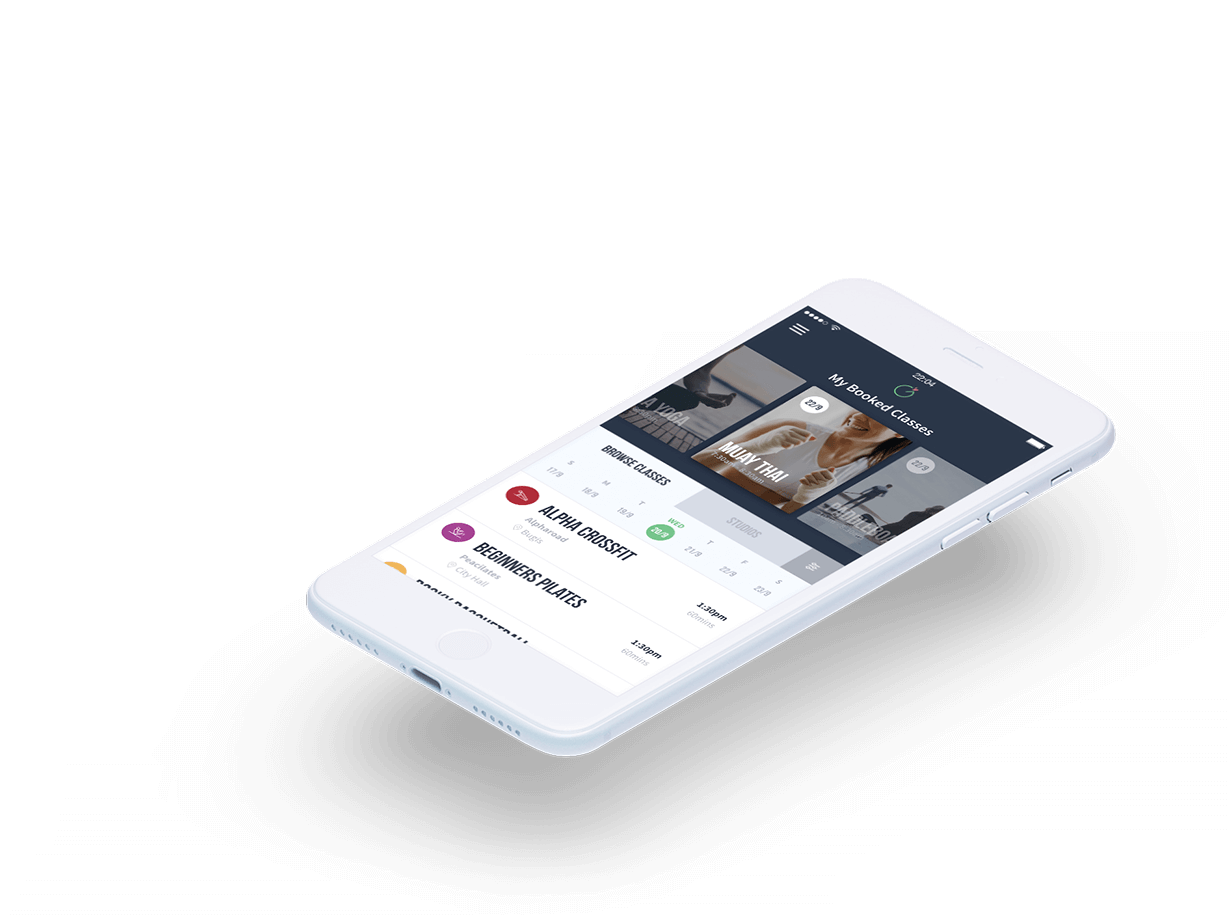 22:04
My Booked Classes
A YOGA
22/9
MUAY THAI
22/9
BROWSE CLASSES
STUDIOS
S M T WED T F S
17/9 18/9 19/9 20/9 21/9 22/9 23/9
ALPHA CROSSFIT
Alpharoad
Bugis
1:30pm
60mins
BEGINNERS PILATES
Peacilates
City Hall
1:30pm
60mins